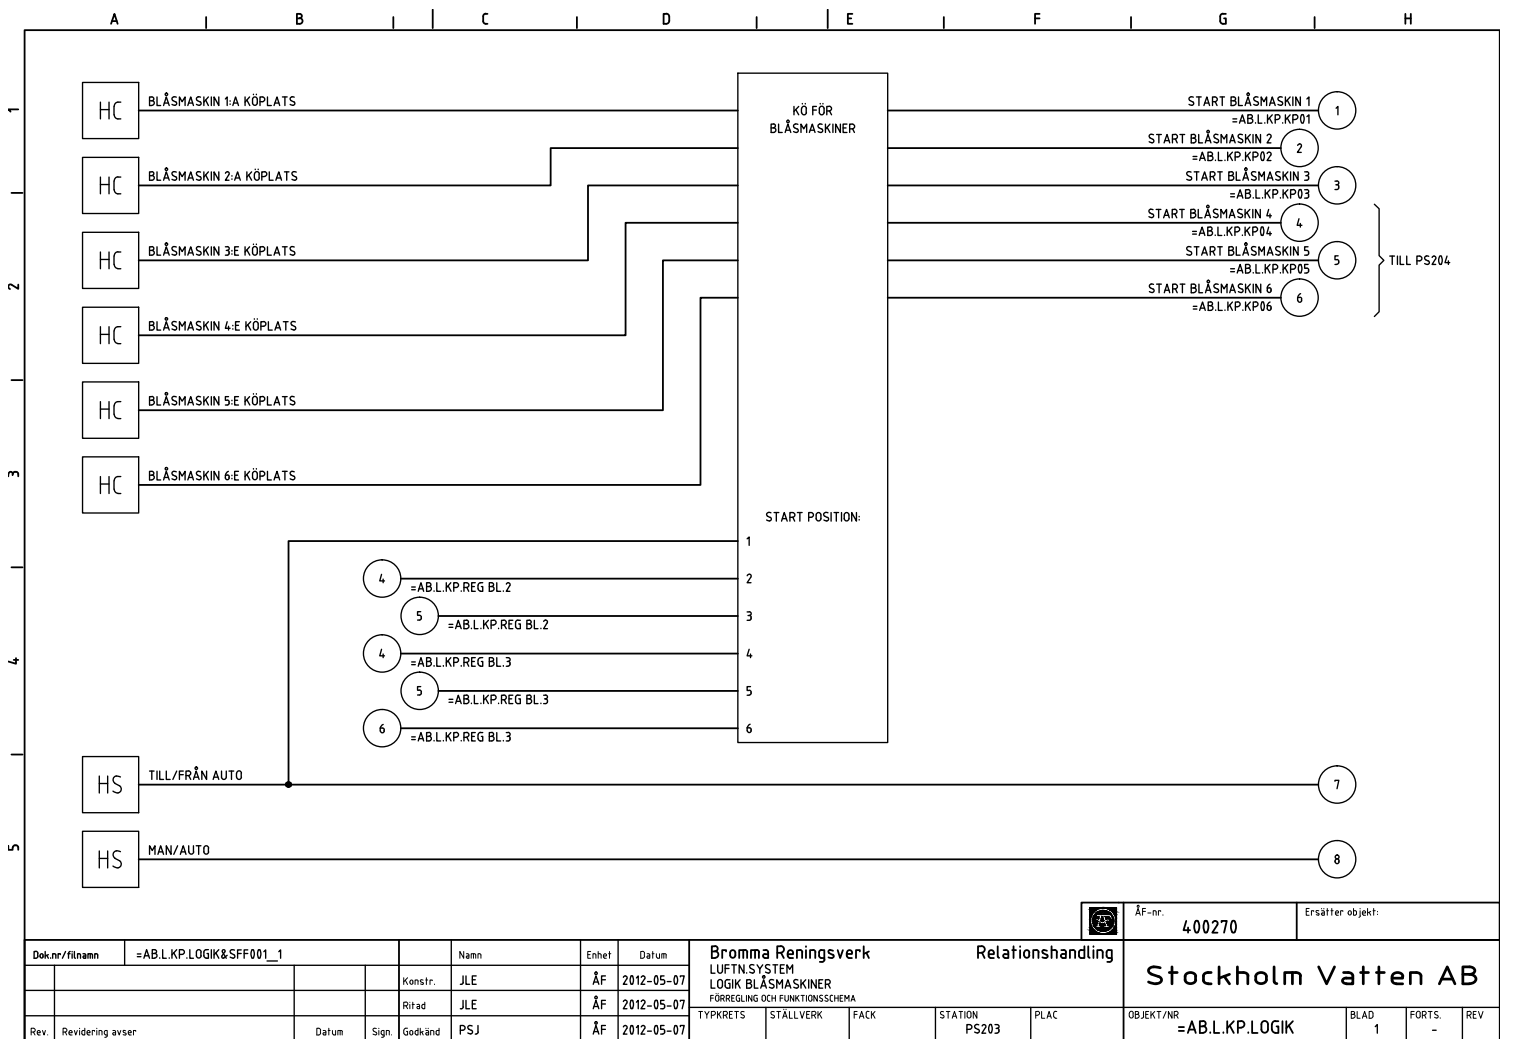 A B C D E F G H
1
2
3
4
5
HC BLÅSMASKIN 1:A KÖPLATS
HC BLÅSMASKIN 2:A KÖPLATS
HC BLÅSMASKIN 3:E KÖPLATS
HC BLÅSMASKIN 4:E KÖPLATS
HC BLÅSMASKIN 5:E KÖPLATS
HC BLÅSMASKIN 6:E KÖPLATS
KÖ FÖR
BLÅSMASKINER
START BLÅSMASKIN 1 1
=AB.L.KP.KP01
START BLÅSMASKIN 2 2
=AB.L.KP.KP02
START BLÅSMASKIN 3 3
=AB.L.KP.KP03
START BLÅSMASKIN 4 4
=AB.L.KP.KP04
START BLÅSMASKIN 5 5
=AB.L.KP.KP05
START BLÅSMASKIN 6 6
=AB.L.KP.KP06
TILL PS204
START POSITION:
1
4 2
=AB.L.KP.REG BL.2
5 3
=AB.L.KP.REG BL.2
4 4
=AB.L.KP.REG BL.3
5 5
=AB.L.KP.REG BL.3
6 6
=AB.L.KP.REG BL.3
HS TILL/FRÅN AUTO 7
HS MAN/AUTO 8
ÅF
ÅF-nr.
400270
Ersätter objekt:
Dok.nr/filnamn =AB.L.KP.LOGIK&SFF001__1
Namn Enhet Datum
Konstr. JLE ÅF 2012-05-07
Ritad JLE ÅF 2012-05-07
Rev. Revidering avser Datum Sign. Godkänd PSJ ÅF 2012-05-07
Bromma Reningsverk Relationshandling
LUFTN.SYSTEM
LOGIK BLÅSMASKINER
FÖRREGLING OCH FUNKTIONSSCHEMA
TYPKRETS STÄLLVERK FACK STATION PLAC
PS203
Stockholm Vatten AB
OBJEKT/NR BLAD FORTS. REV
=AB.L.KP.LOGIK 1 -